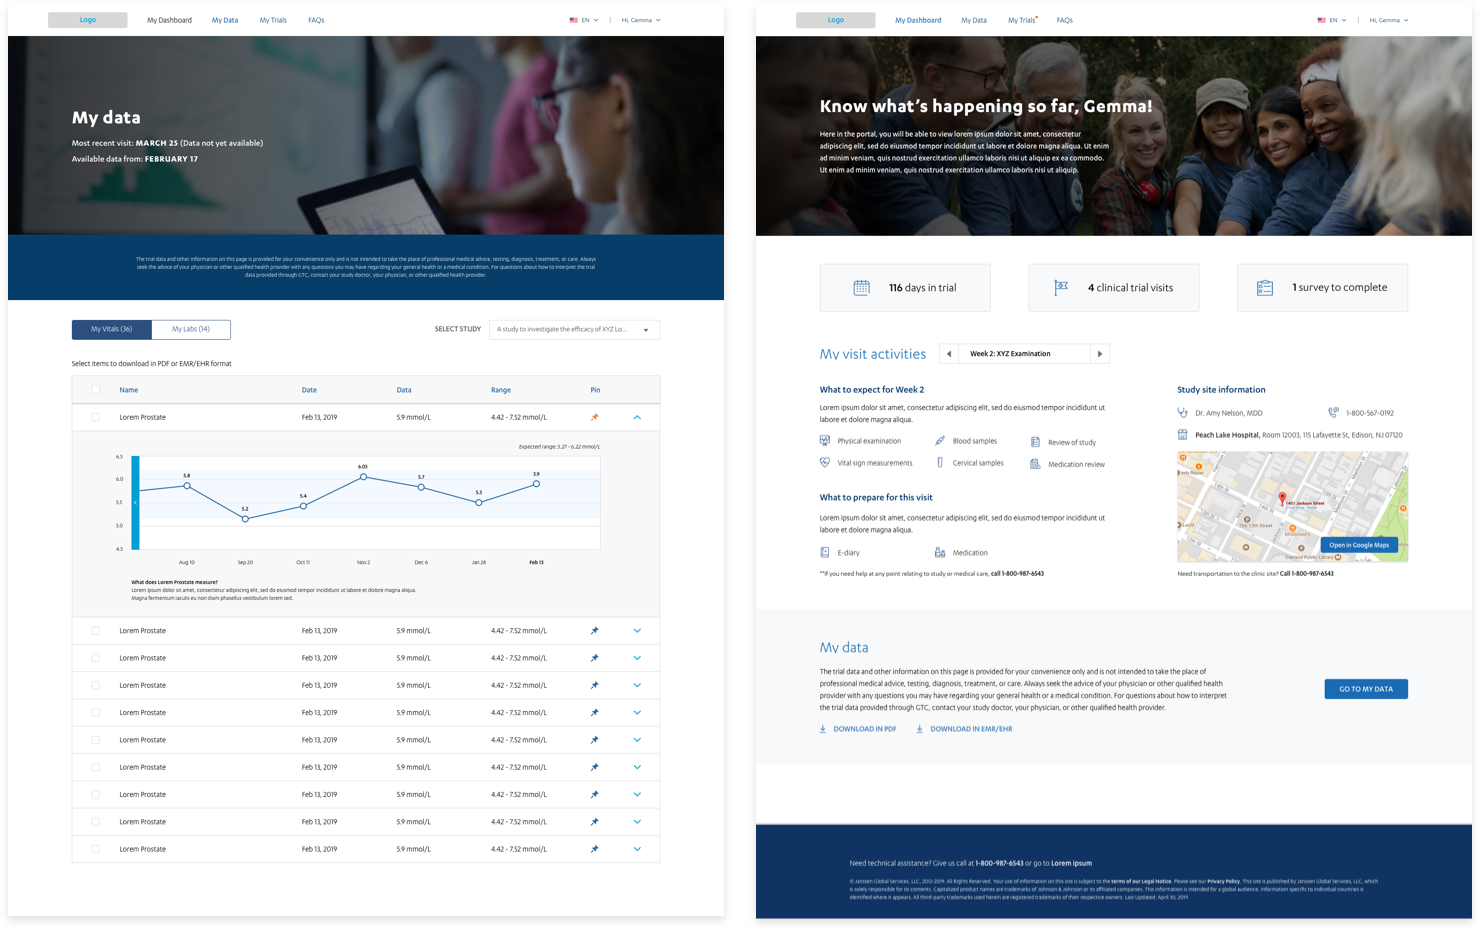 Logo
My Dashboard
My Data
My Trials
FAQs
EN
Hi, Gemma
My data
Most recent visit: MARCH 25 (Data not yet available)
Available data from: FEBRUARY 17
The trial data and other information on this page is provided for your convenience only and is not intended to take the place of professional medical advice, testing, diagnosis, treatment, or care. Always
seek the advice of your physician or other qualified health provider with any questions you may have regarding your general health or a medical condition. For questions about how to interpret the trial
data provided through GTC, contact your study doctor, your physician, or other qualified health provider.
My Vitals (36)
My Labs (14)
SELECT STUDY
A study to investigate the efficacy of XYZ Lo...
Select items to download in PDF or EMR/EHR format
Name Date Data Range Pin
Lorem Prostate Feb 13, 2019 5.9 mmol/L 4.42 - 7.52 mmol/L
Expected range: 5.27 - 6.22 mmol/L
6.5
6.0
5.5
5.0
4.5
5.8
5.2
5.4
6.05
5.7
5.5
5.9
Aug 10 Sep 20 Oct 11 Nov 2 Dec 6 Jan 28 Feb 13
What does Lorem Prostate measure?
Lorem ipsum dolor sit amet, consectetur adipiscing elit, sed do eiusmod tempor incididunt ut labore et dolore magna aliqua.
Magna fermentum iaculis eu non diam phasellus vestibulum lorem sed.
Lorem Prostate Feb 13, 2019 5.9 mmol/L 4.42 - 7.52 mmol/L
Lorem Prostate Feb 13, 2019 5.9 mmol/L 4.42 - 7.52 mmol/L
Lorem Prostate Feb 13, 2019 5.9 mmol/L 4.42 - 7.52 mmol/L
Lorem Prostate Feb 13, 2019 5.9 mmol/L 4.42 - 7.52 mmol/L
Lorem Prostate Feb 13, 2019 5.9 mmol/L 4.42 - 7.52 mmol/L
Lorem Prostate Feb 13, 2019 5.9 mmol/L 4.42 - 7.52 mmol/L
Lorem Prostate Feb 13, 2019 5.9 mmol/L 4.42 - 7.52 mmol/L
Lorem Prostate Feb 13, 2019 5.9 mmol/L 4.42 - 7.52 mmol/L
Lorem Prostate Feb 13, 2019 5.9 mmol/L 4.42 - 7.52 mmol/L
Logo
My Dashboard
My Data
My Trials
FAQs
EN
Hi, Gemma
Know what's happening so far, Gemma!
Here in the portal, you will be able to view lorem ipsum dolor sit amet, consectetur
adipiscing elit, sed do eiusmod tempor incididunt ut labore et dolore magna aliqua. Ut enim
ad minim veniam, quis nostrud exercitation ullamco laboris nisi ut aliquip ex ea commodo.
Ut enim ad minim veniam, quis nostrud exercitation ullamco laboris nisi ut aliquip.
116 days in trial
4 clinical trial visits
1 survey to complete
My visit activities
Week 2: XYZ Examination
What to expect for Week 2
Lorem ipsum dolor sit amet, consectetur adipiscing elit, sed do eiusmod tempor incididunt ut
labore et dolore magna aliqua.
Physical examination
Blood samples
Review of study
Vital sign measurements
Cervical samples
Medication review
What to prepare for this visit
Lorem ipsum dolor sit amet, consectetur adipiscing elit, sed do eiusmod tempor incididunt ut
labore et dolore magna aliqua.
E-diary
Medication
**If you need help at any point relating to study or medical care, call 1-800-987-6543
Study site information
Dr. Amy Nelson, MDD
1-800-567-0192
Peach Lake Hospital, Room 12003, 115 Lafayette St, Edison, NJ 07120
1401 Jackson Street
Open in Google Maps
Need transportation to the clinic site? Call 1-800-987-6543
My data
The trial data and other information on this page is provided for your convenience only and is not intended to take the place of
professional medical advice, testing, diagnosis, treatment, or care. Always seek the advice of your physician or other qualified health
provider with any questions you may have regarding your general health or a medical condition. For questions about how to interpret
the trial data provided through GTC, contact your study doctor, your physician, or other qualified health provider.
DOWNLOAD IN PDF
DOWNLOAD IN EMR/EHR
GO TO MY DATA
Need technical assistance? Give us call at 1-800-987-6543 or go to Lorem ipsum
© Janssen Global Services, LLC, 2012-2019. All Rights Reserved. Your use of information on this site is subject to the terms of our Legal Notice. Please see our Privacy Policy. This site is published by Janssen Global Services, LLC, which
is solely responsible for its contents. Capitalized product names are trademarks of Johnson & Johnson or its affiliated companies. This information is intended for a global audience. Information specific to individual countries is
identified where it appears. All third-party trademarks used herein are registered trademarks of their respective owners. Last Updated: April 30, 2019